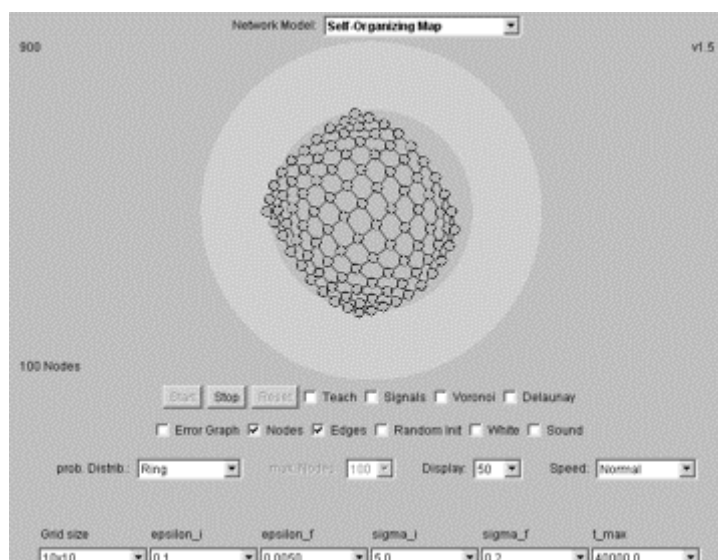 Network Model: Self-Organizing Map
900 v1.5
100 Nodes
Start Stop Reset Teach Signals Voronoi Delaunay
Error Graph Nodes Edges Random Init White Sound
prob. Distrib.: Ring max. Nodes 100 Display: 50 Speed: Normal
Grid size epsilon_i epsilon_f sigma_i sigma_f t_max
10x10 0.1 0.0050 5.0 0.2 40000.0